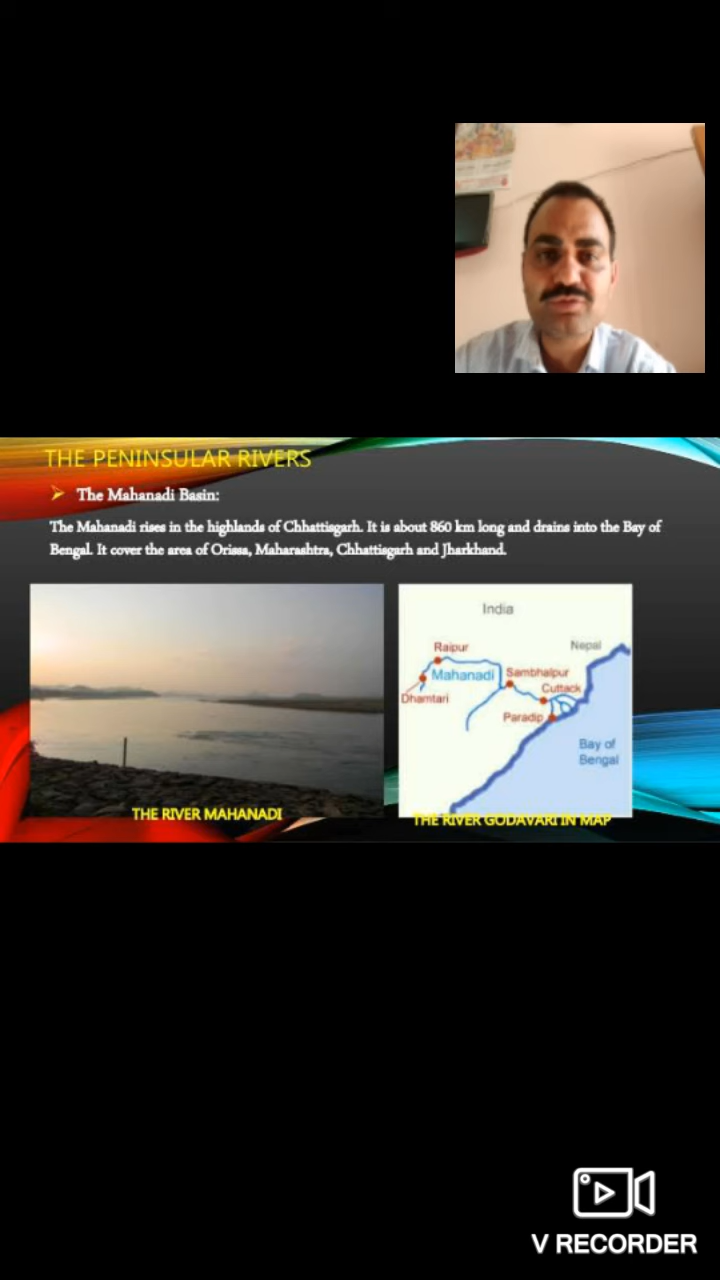 THE PENINSULAR RIVERS
➢ The Mahanadi Basin:
The Mahanadi rises in the highlands of Chhattisgarh. It is about 860 km long and drains into the Bay of
Bengal. It cover the area of Orissa, Maharashtra, Chhattisgarh and Jharkhand.
India
Nepal
Raipur
Mahanadi
Sambhalpur
Dhamtari
Cuttack
Paradip
Bay of
Bengal
THE RIVER MAHANADI
THE RIVER GODAVARI IN MAP
V RECORDER